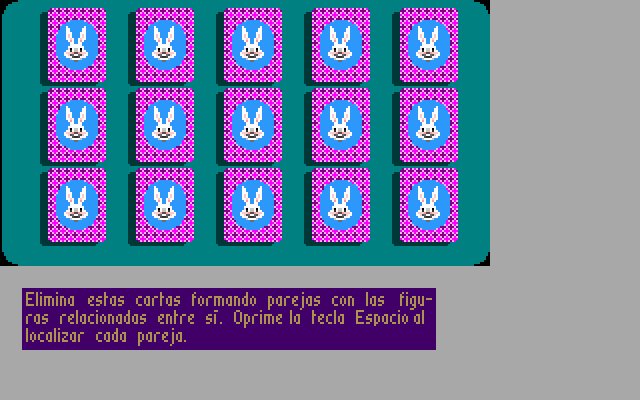 Elimina estas cartas formando parejas con las figu-
ras relacionadas entre sí. Oprime la tecla Espacio al
localizar cada pareja.